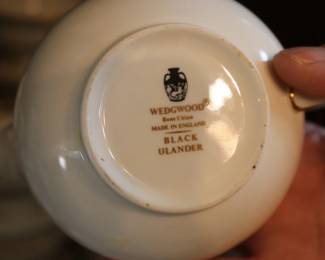 WEDGWOOD®
Bone China
MADE IN ENGLAND
BLACK
ULANDER